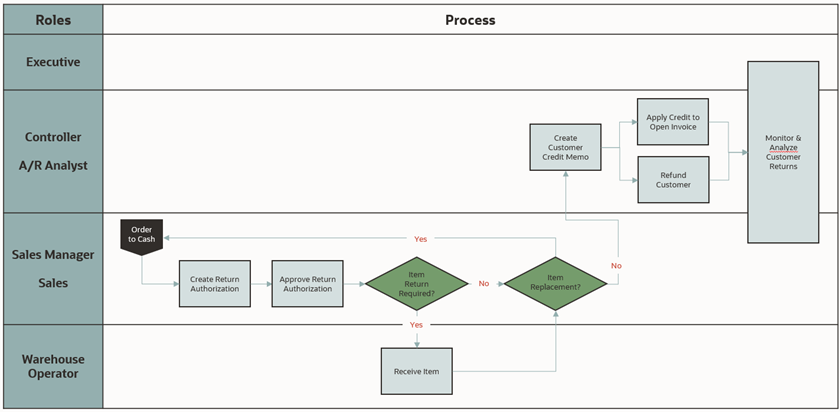 Roles
Process
Executive
Controller
A/R Analyst
Create
Customer
Credit Memo
Apply Credit to
Open Invoice
Refund
Customer
Monitor &
Analyze
Customer
Returns
Sales Manager
Sales
Order
to Cash
Yes
Create Return
Authorization
Approve Return
Authorization
Item
Return
Required?
No
Item
Replacement?
No
Yes
Warehouse
Operator
Receive Item